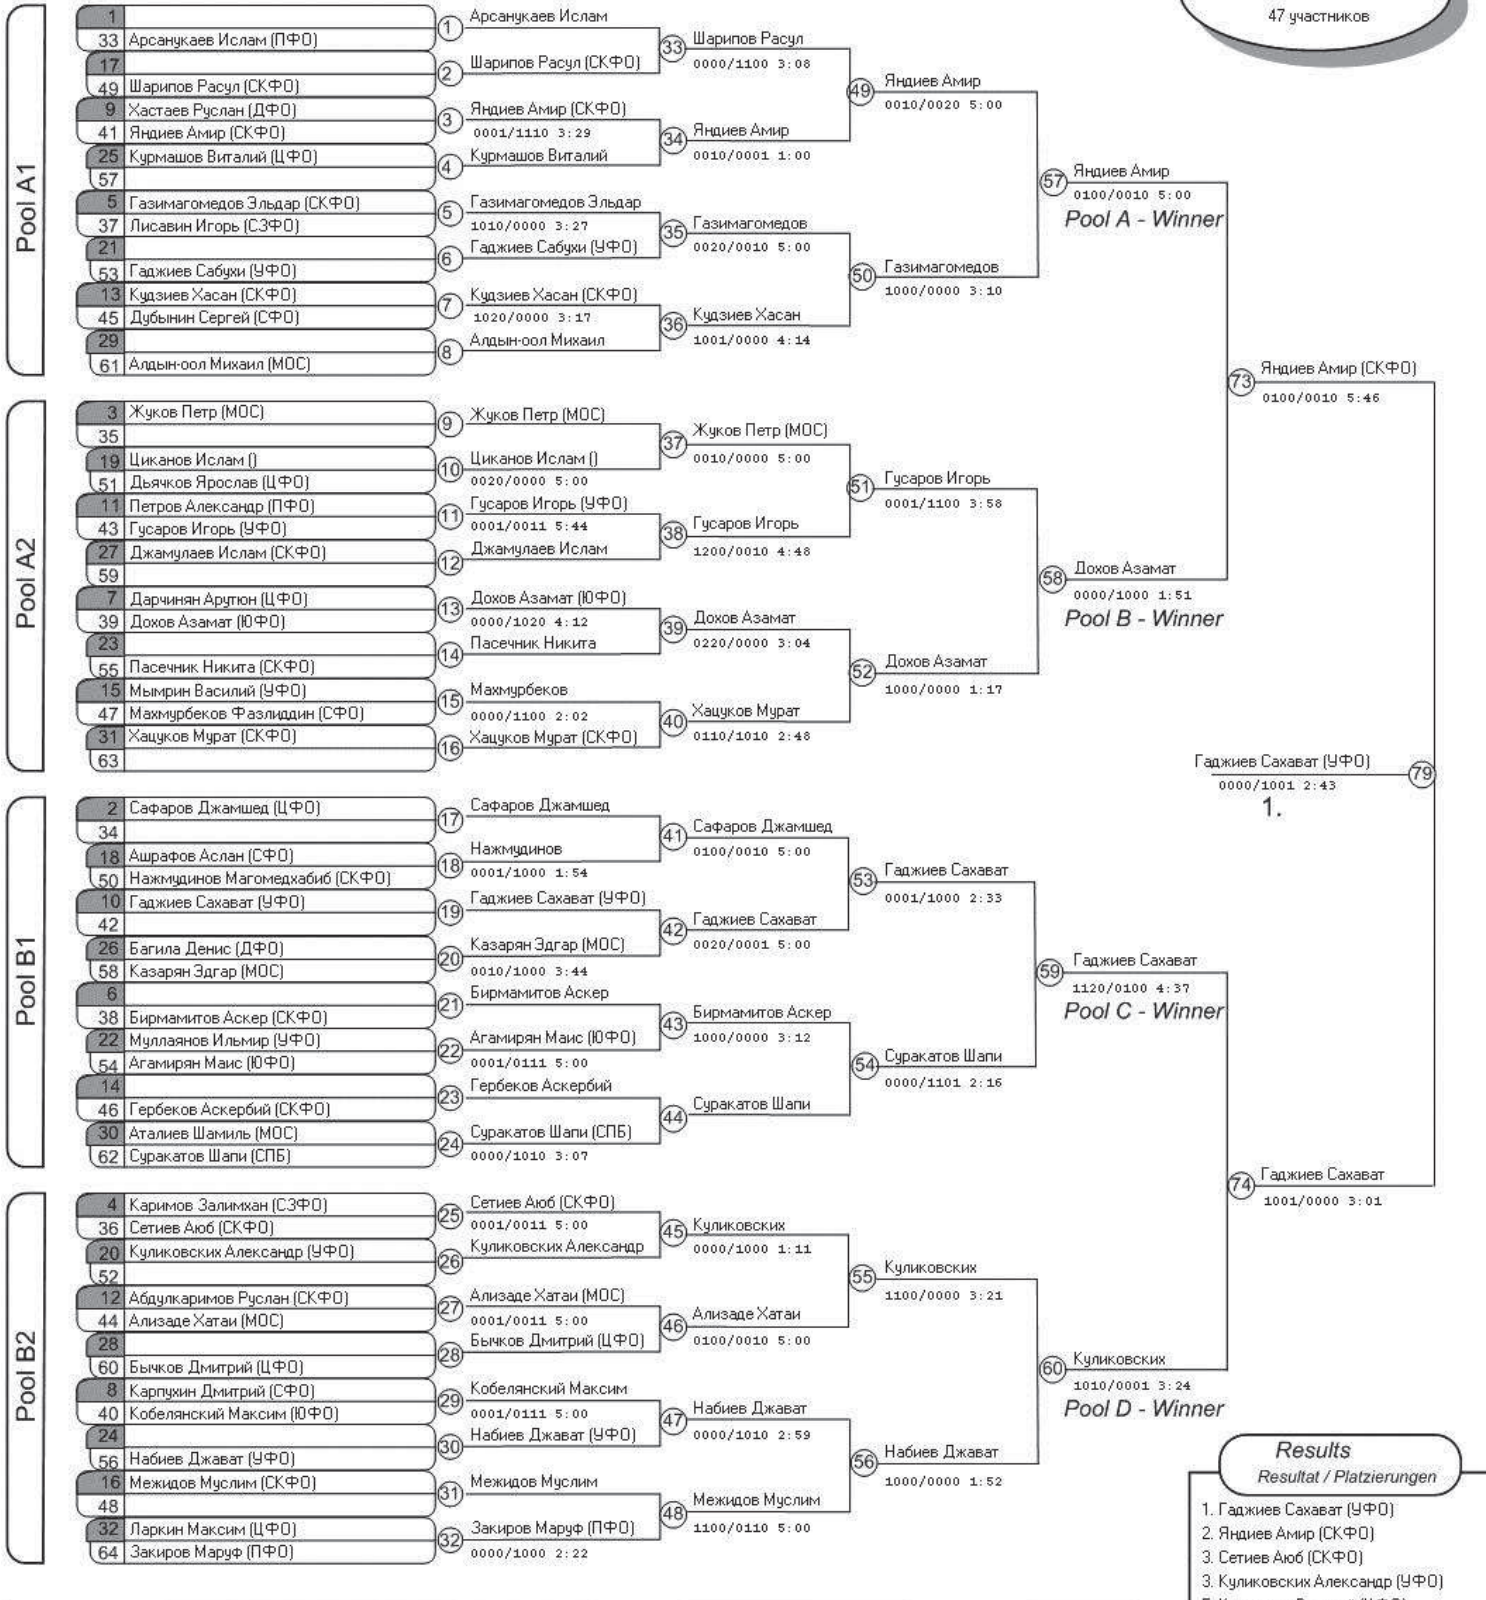 47 участников
Pool A1
1
33 Арсанукаев Ислам (ПФО)
17
49 Шарипов Расул (СКФО)
9 Хастаев Руслан (ДФО)
41 Яндиев Амир (СКФО)
25 Курмашов Виталий (ЦФО)
57
5 Газимагомедов Эльдар (СКФО)
37 Лисавин Игорь (СЗФО)
21
53 Гаджиев Сабухи (УФО)
13 Кудзиев Хасан (СКФО)
45 Дубынин Сергей (СФО)
29
61 Алдын-оол Михаил (МОС)
1 Арсанукаев Ислам
2 Шарипов Расул (СКФО)
3 Яндиев Амир (СКФО)
0001/1110 3:29
4 Курмашов Виталий
5 Газимагомедов Эльдар
1010/0000 3:27
6 Гаджиев Сабухи (УФО)
7 Кудзиев Хасан (СКФО)
1020/0000 3:17
8 Алдын-оол Михаил
33 Шарипов Расул
0000/1100 3:08
34 Яндиев Амир
0010/0001 1:00
35 Газимагомедов
0020/0010 5:00
36 Кудзиев Хасан
1001/0000 4:14
49 Яндиев Амир
0010/0020 5:00
50 Газимагомедов
1000/0000 3:10
57 Яндиев Амир
0100/0010 5:00
Pool A - Winner
Pool A2
3 Жуков Петр (МОС)
35
19 Циканов Ислам ()
51 Дьячков Ярослав (ЦФО)
11 Петров Александр (ПФО)
43 Гусаров Игорь (УФО)
27 Джамулаев Ислам (СКФО)
59
7 Дарчинян Арутюн (ЦФО)
39 Дохов Азамат (ЮФО)
23
55 Пасечник Никита (СКФО)
15 Мымрин Василий (УФО)
47 Махмурбеков Фазлиддин (СФО)
31 Хацуков Мурат (СКФО)
63
9 Жуков Петр (МОС)
10 Циканов Ислам ()
0020/0000 5:00
11 Гусаров Игорь (УФО)
0001/0011 5:44
12 Джамулаев Ислам
13 Дохов Азамат (ЮФО)
0000/1020 4:12
14 Пасечник Никита
15 Махмурбеков
0000/1100 2:02
16 Хацуков Мурат (СКФО)
37 Жуков Петр (МОС)
0010/0000 5:00
38 Гусаров Игорь
1200/0010 4:48
39 Дохов Азамат
0220/0000 3:04
40 Хацуков Мурат
0110/1010 2:48
51 Гусаров Игорь
0001/1100 3:58
52 Дохов Азамат
1000/0000 1:17
58 Дохов Азамат
0000/1000 1:51
Pool B - Winner
73 Яндиев Амир (СКФО)
0100/0010 5:46
Гаджиев Сахават (УФО) 79
0000/1001 2:43
1.
Pool B1
2 Сафаров Джамшед (ЦФО)
34
18 Ашрафов Аслан (СФО)
50 Нажмудинов Магомедхабиб (СКФО)
10 Гаджиев Сахават (УФО)
42
26 Багила Денис (ДФО)
58 Казарян Эдгар (МОС)
6
38 Бирмамитов Аскер (СКФО)
22 Муллаянов Ильмир (УФО)
54 Агамирян Маис (ЮФО)
14
46 Гербеков Аскербий (СКФО)
30 Аталиев Шамиль (МОС)
62 Суракатов Шапи (СПБ)
17 Сафаров Джамшед
18 Нажмудинов
0001/1000 1:54
19 Гаджиев Сахават (УФО)
20 Казарян Эдгар (МОС)
0010/1000 3:44
21 Бирмамитов Аскер
22 Агамирян Маис (ЮФО)
0001/0111 5:00
23 Гербеков Аскербий
24 Суракатов Шапи (СПБ)
0000/1010 3:07
41 Сафаров Джамшед
0100/0010 5:00
42 Гаджиев Сахават
0020/0001 5:00
43 Бирмамитов Аскер
1000/0000 3:12
44 Суракатов Шапи
53 Гаджиев Сахават
0001/1000 2:33
54 Суракатов Шапи
0000/1101 2:16
59 Гаджиев Сахават
1120/0100 4:37
Pool C - Winner
74 Гаджиев Сахават
1001/0000 3:01
Pool B2
4 Каримов Залимхан (СЗФО)
36 Сетиев Аюб (СКФО)
20 Куликовских Александр (УФО)
52
12 Абдулкаримов Руслан (СКФО)
44 Ализаде Хатаи (МОС)
28
60 Бычков Дмитрий (ЦФО)
8 Карпухин Дмитрий (СФО)
40 Кобелянский Максим (ЮФО)
24
56 Набиев Джават (УФО)
16 Межидов Муслим (СКФО)
48
32 Ларкин Максим (ЦФО)
64 Закиров Маруф (ПФО)
25 Сетиев Аюб (СКФО)
0001/0011 5:00
26 Куликовских Александр
27 Ализаде Хатаи (МОС)
0001/0011 5:00
28 Бычков Дмитрий (ЦФО)
29 Кобелянский Максим
0001/0111 5:00
30 Набиев Джават (УФО)
31 Межидов Муслим
32 Закиров Маруф (ПФО)
0000/1000 2:22
45 Куликовских
0000/1000 1:11
46 Ализаде Хатаи
0100/0010 5:00
47 Набиев Джават
0000/1010 2:59
48 Межидов Муслим
1100/0110 5:00
55 Куликовских
1100/0000 3:21
56 Набиев Джават
1000/0000 1:52
60 Куликовских
1010/0001 3:24
Pool D - Winner
Results
Resultat / Platzierungen
1. Гаджиев Сахават (УФО)
2. Яндиев Амир (СКФО)
3. Сетиев Аюб (СКФО)
3. Куликовских Александр (УФО)